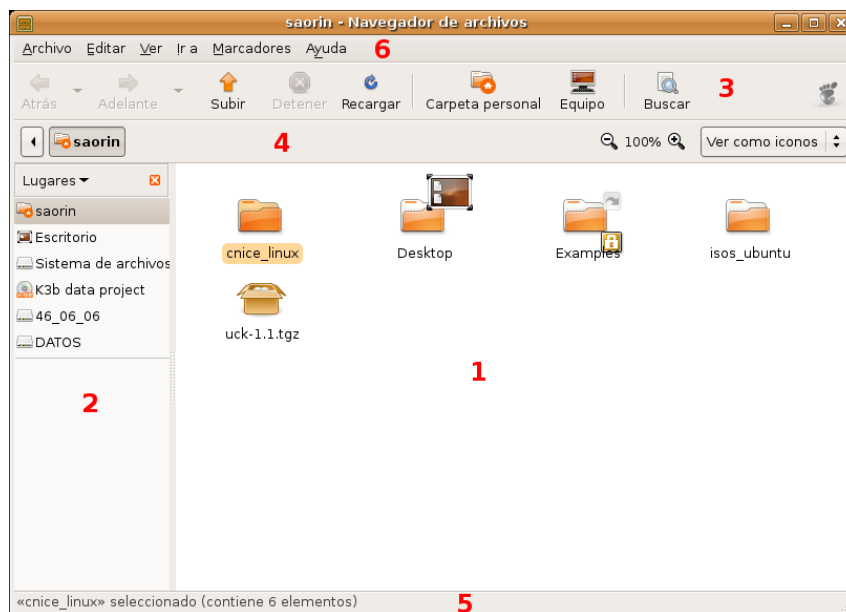 saorin - Navegador de archivos
Archivo Editar Ver Ir a Marcadores Ayuda 6
Atrás Adelante Subir Detener Recargar Carpeta personal Equipo Buscar 3
saorin 4 100% Ver como iconos
Lugares
saorin
Escritorio
Sistema de archivos
K3b data project
46_06_06
DATOS
2
cnice_linux Desktop Examples isos_ubuntu
uck-1.1.tgz
1
«cnice_linux» seleccionado (contiene 6 elementos) 5